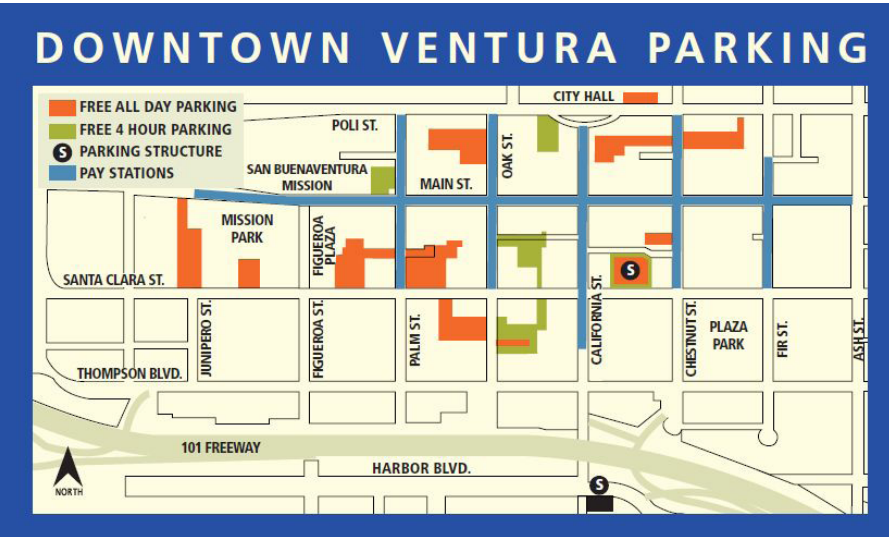 DOWNTOWN VENTURA PARKING
FREE ALL DAY PARKING
FREE 4 HOUR PARKING
S PARKING STRUCTURE
PAY STATIONS
CITY HALL
POLI ST.
OAK ST.
SAN BUENAVENTURA
MISSION
MAIN ST.
MISSION
PARK
FIGUEROA
PLAZA
SANTA CLARA ST.
S
JUNIPERO ST.
FIGUEROA ST.
PALM ST.
CALIFORNIA ST.
CHESTNUT ST.
PLAZA
PARK
FIR ST.
ASH ST.
THOMPSON BLVD.
101 FREEWAY
HARBOR BLVD.
S
NORTH